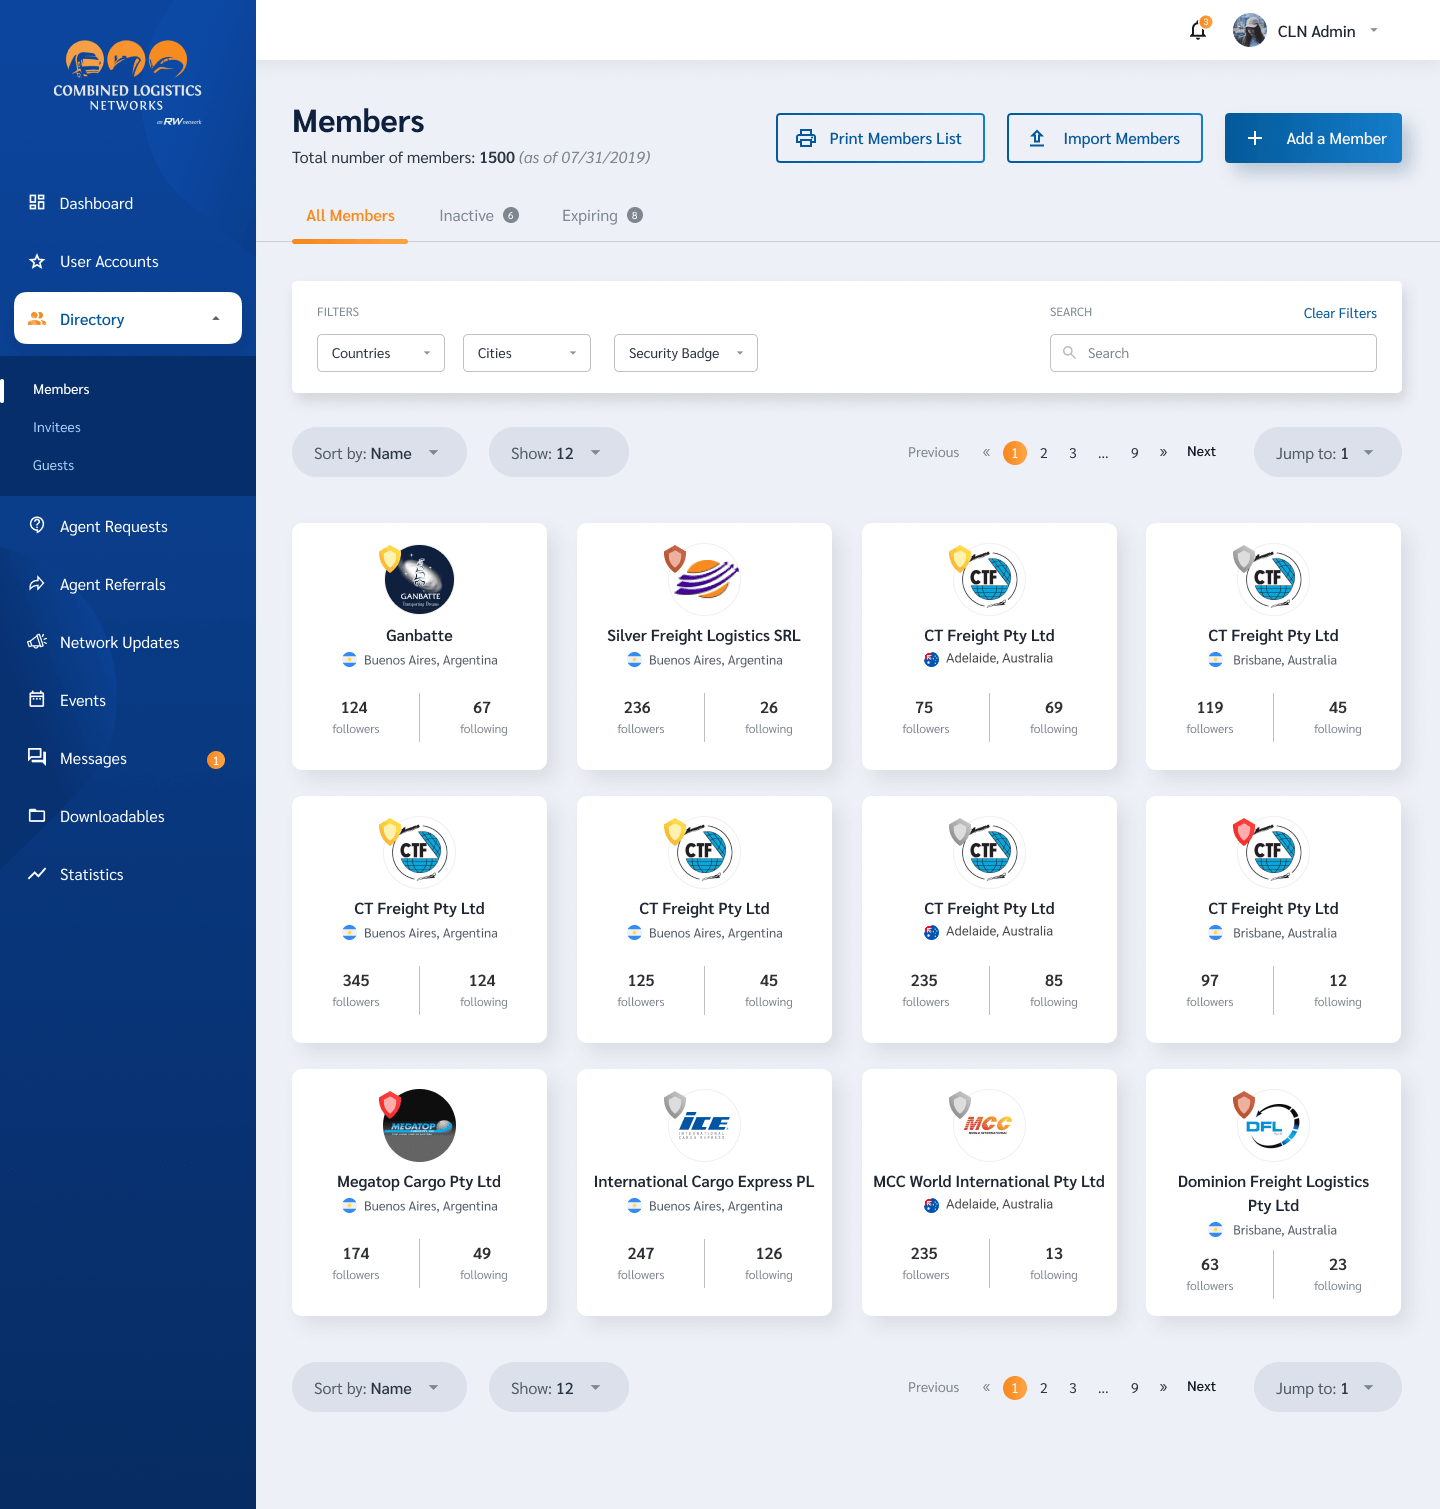 COMBINED LOGISTICS
NETWORKS
an RW network
3
CLN Admin
Dashboard
User Accounts
Directory
Members
Invitees
Guests
Agent Requests
Agent Referrals
Network Updates
Events
Messages
1
Downloadables
Statistics
Members
Total number of members: 1500 (as of 07/31/2019)
Print Members List
Import Members
Add a Member
All Members
Inactive 6
Expiring 8
FILTERS
Countries
Cities
Security Badge
SEARCH
Clear Filters
Search
Sort by: Name
Show: 12
Previous « 1 2 3 ... 9 » Next
Jump to: 1
GANBATTE
Transporting Dreams
Ganbatte
Buenos Aires, Argentina
124 67
followers following
Silver Freight Logistics SRL
Buenos Aires, Argentina
236 26
followers following
CTF
CT Freight Pty Ltd
Adelaide, Australia
75 69
followers following
CTF
CT Freight Pty Ltd
Brisbane, Australia
119 45
followers following
CTF
CT Freight Pty Ltd
Buenos Aires, Argentina
345 124
followers following
CTF
CT Freight Pty Ltd
Buenos Aires, Argentina
125 45
followers following
CTF
CT Freight Pty Ltd
Adelaide, Australia
235 85
followers following
CTF
CT Freight Pty Ltd
Brisbane, Australia
97 12
followers following
MEGATOP
Megatop Cargo Pty Ltd
Buenos Aires, Argentina
174 49
followers following
ICE
INTERNATIONAL
CARGO EXPRESS
International Cargo Express PL
Buenos Aires, Argentina
247 126
followers following
MCC
WORLD INTERNATIONAL
MCC World International Pty Ltd
Adelaide, Australia
235 13
followers following
DFL
Dominion Freight Logistics
Pty Ltd
Brisbane, Australia
63 23
followers following
Sort by: Name
Show: 12
Previous « 1 2 3 ... 9 » Next
Jump to: 1